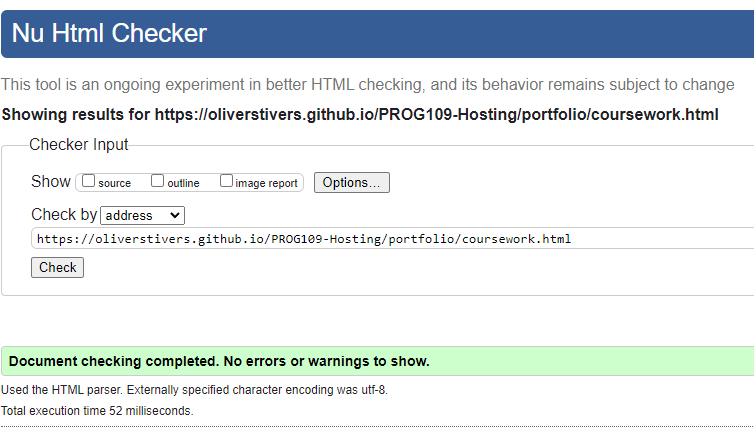 Nu Html Checker
This tool is an ongoing experiment in better HTML checking, and its behavior remains subject to change
Showing results for https://oliverstivers.github.io/PROG109-Hosting/portfolio/coursework.html
Checker Input
Show source outline image report Options...
Check by address
https://oliverstivers.github.io/PROG109-Hosting/portfolio/coursework.html
Check
Document checking completed. No errors or warnings to show.
Used the HTML parser. Externally specified character encoding was utf-8.
Total execution time 52 milliseconds.